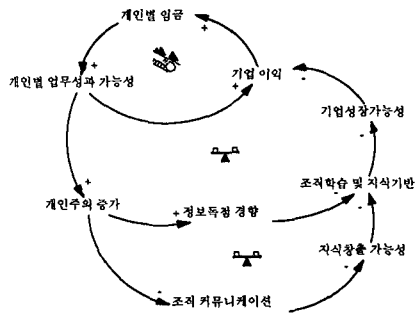 개인별 임금
개인별 업무성과 가능성
기업 이익
기업성장가능성
조직학습 및 지식기반
개인주의 증가
정보독점 경향
지식창출 가능성
조직 커뮤니케이션